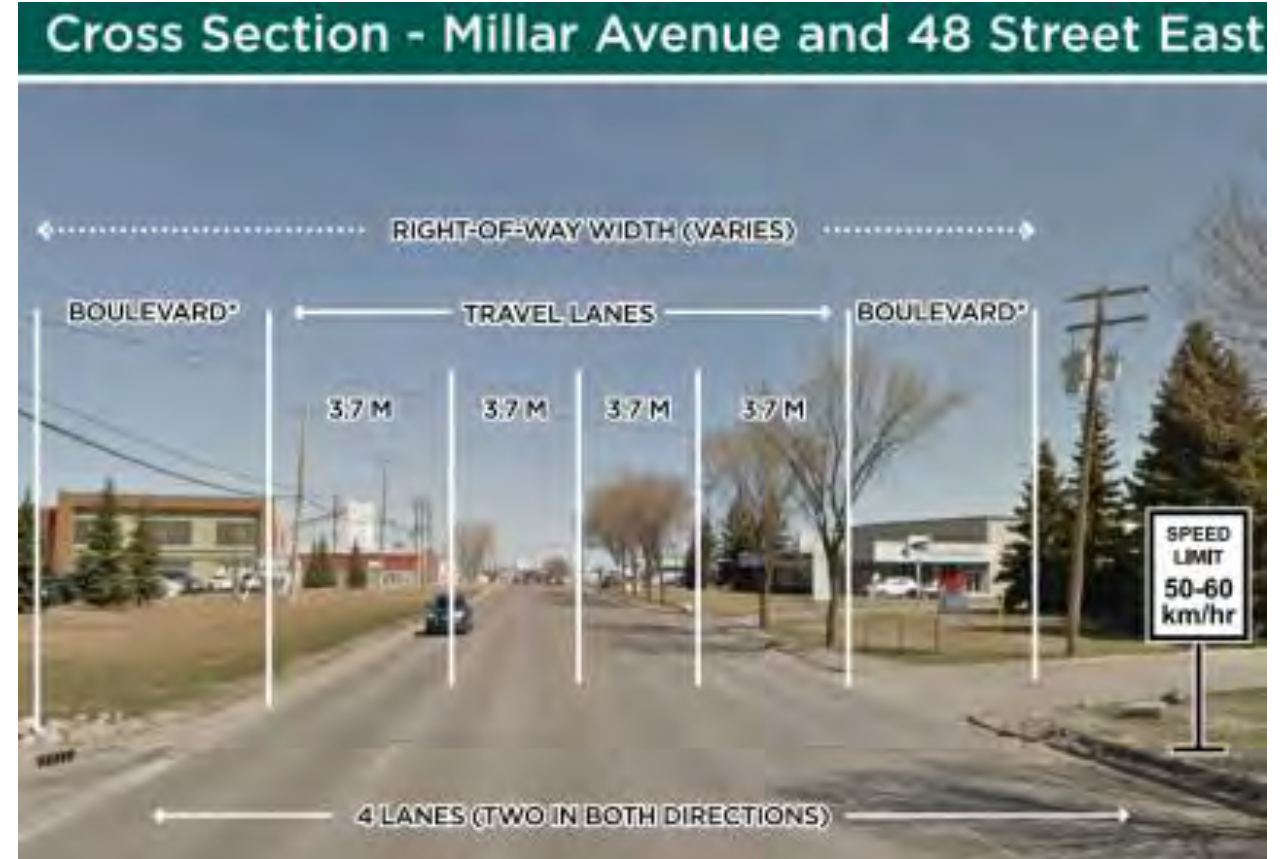 Cross Section - Millar Avenue and 48 Street East
RIGHT-OF-WAY WIDTH (VARIES)
BOULEVARD*
TRAVEL LANES
BOULEVARD*
3.7 M
3.7 M
3.7 M
3.7 M
SPEED
LIMIT
50-60
km/hr
4 LANES (TWO IN BOTH DIRECTIONS)